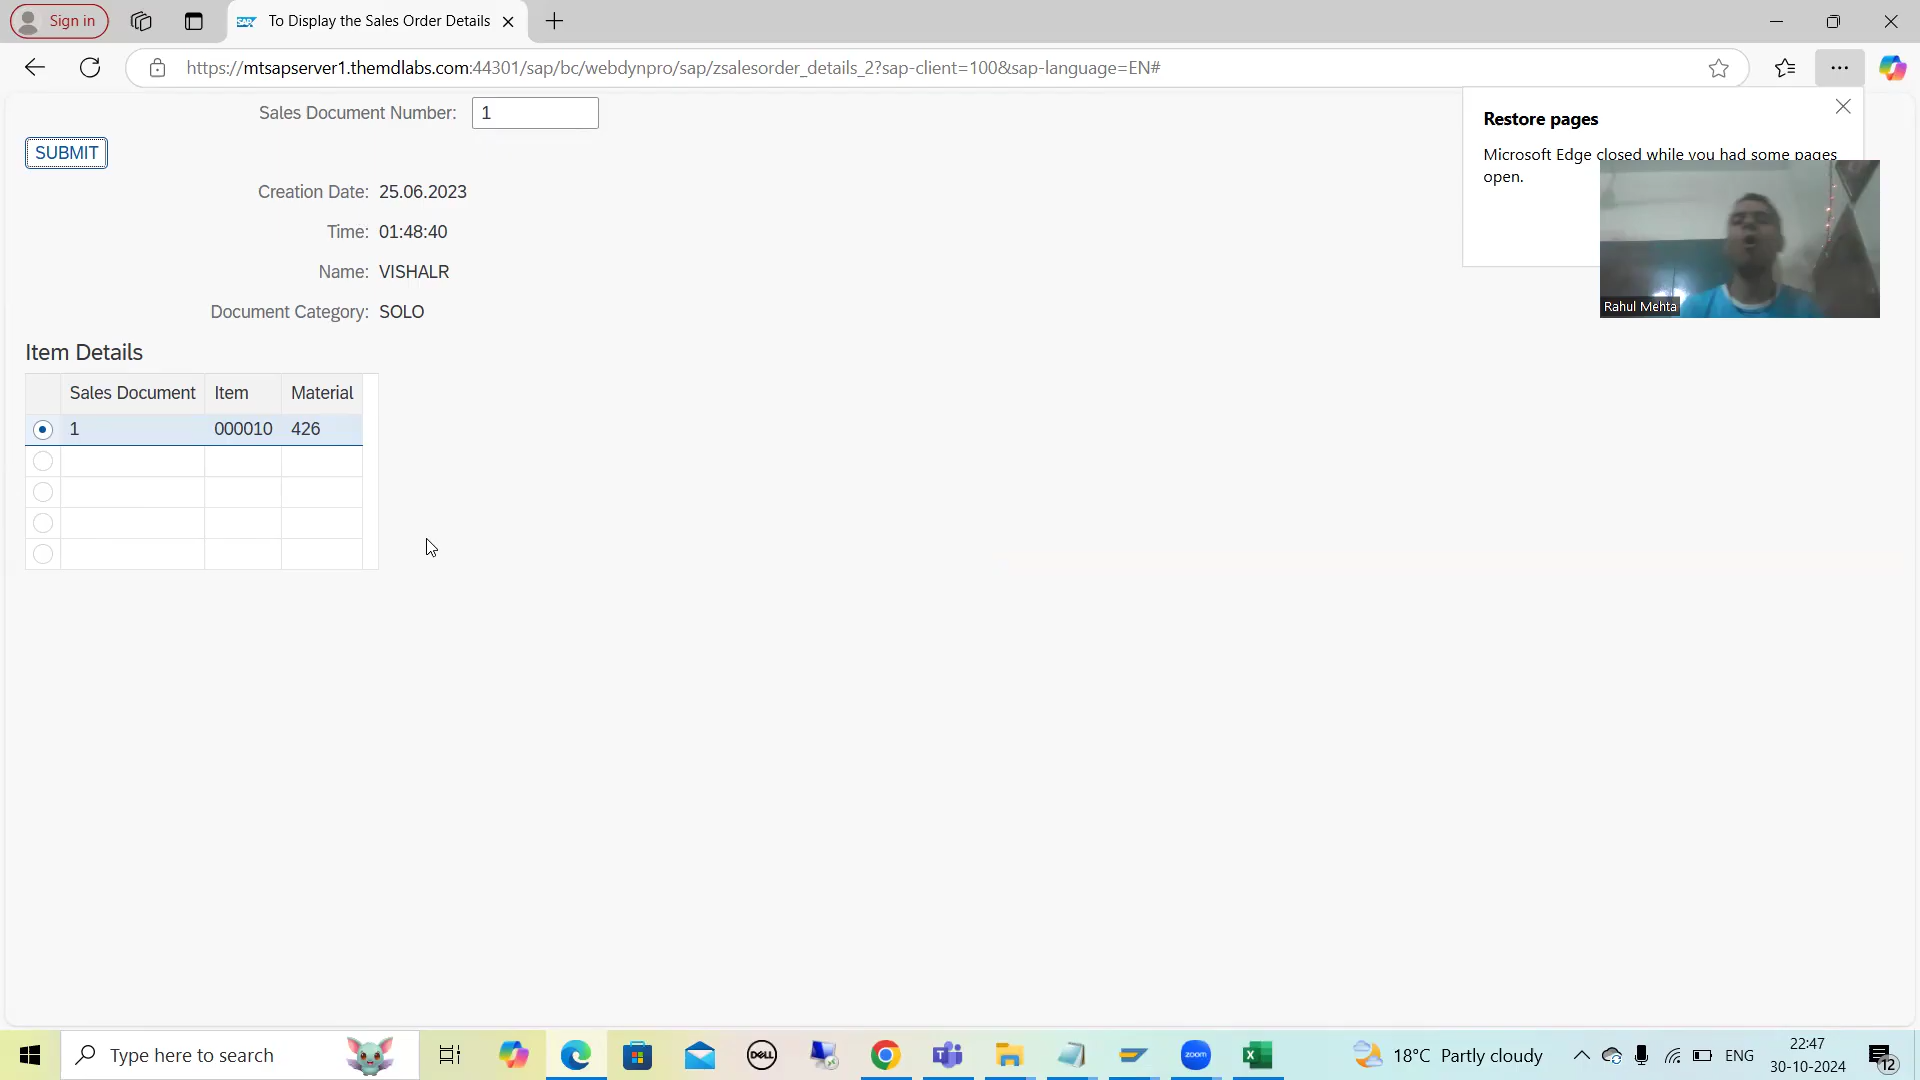 Sign in
SAP
To Display the Sales Order Details
https://mtsapserver1.themdlabs.com:44301/sap/bc/webdynpro/sap/zsalesorder_details_2?sap-client=100&sap-language=EN#
Sales Document Number: 1
SUBMIT
Creation Date: 25.06.2023
Time: 01:48:40
Name: VISHALR
Document Category: SOLO
Item Details
Sales Document Item Material
1 000010 426
Restore pages
Microsoft Edge closed while you had some pages
open.
Rahul Mehta
Type here to search
DELL
zoom
18°C Partly cloudy
ENG
22:47
30-10-2024
12